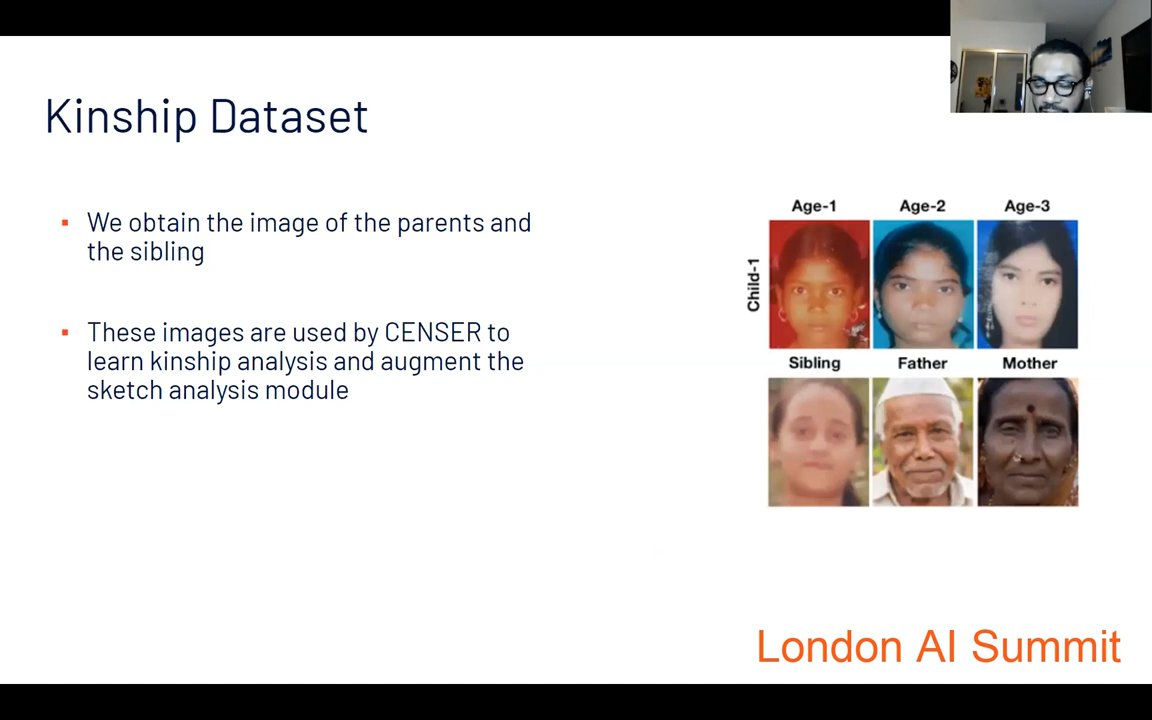 Kinship Dataset
We obtain the image of the parents and
the sibling
These images are used by CENSER to
learn kinship analysis and augment the
sketch analysis module
Age-1 Age-2 Age-3
Child-1
Sibling Father Mother
London AI Summit